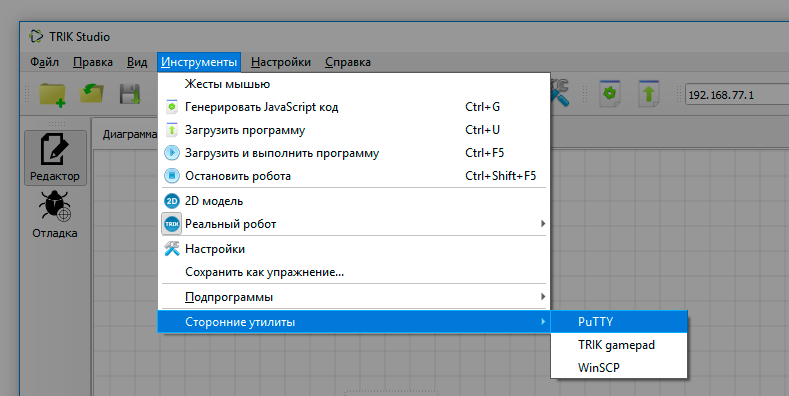 TRIK Studio
Файл Правка Вид Инструменты Настройки Справка
192.168.77.1
Диаграмма
Редактор
Отладка
Жесты мышью
Генерировать JavaScript код Ctrl+G
Загрузить программу Ctrl+U
Загрузить и выполнить программу Ctrl+F5
Остановить робота Ctrl+Shift+F5
2D 2D модель
TRIK Реальный робот
Настройки
Сохранить как упражнение...
Подпрограммы
Сторонние утилиты
PuTTY
TRIK gamepad
WinSCP